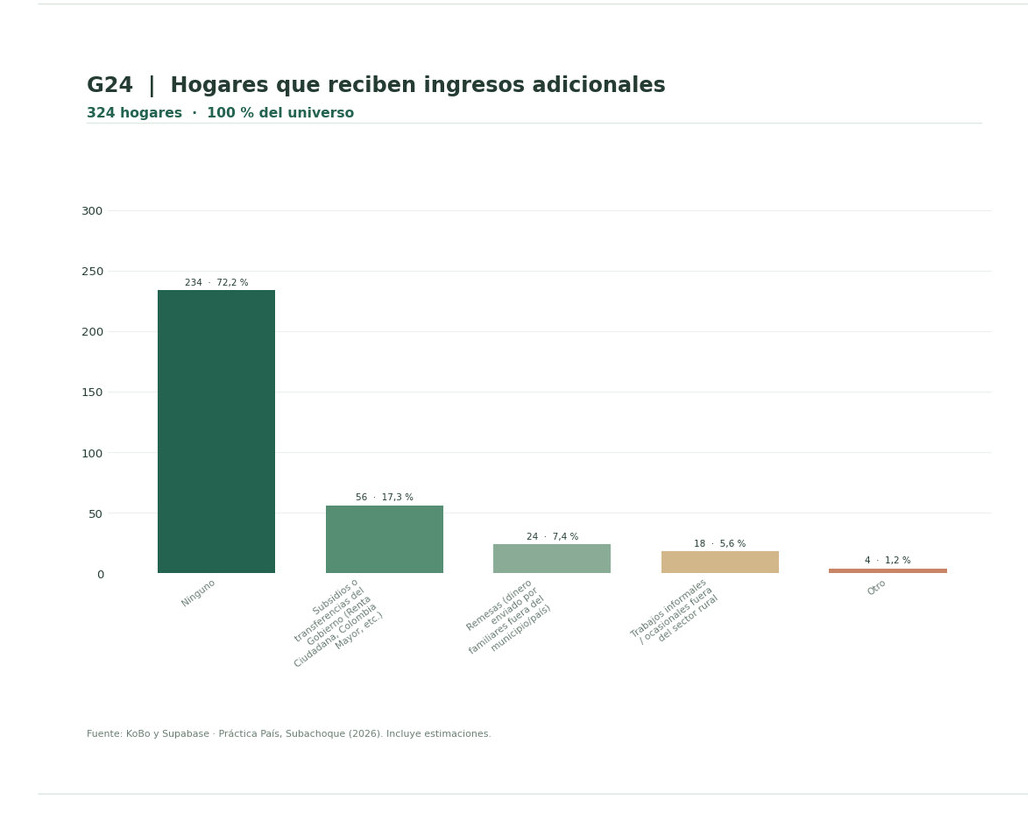 G24 | Hogares que reciben ingresos adicionales
324 hogares · 100 % del universo
300
250
200
150
100
50
0
234 · 72,2 %
56 · 17,3 %
24 · 7,4 %
18 · 5,6 %
4 · 1,2 %
Ninguno
Subsidios o
transferencias del
Gobierno (Renta
Ciudadana, Colombia
Mayor, etc.)
Remesas (dinero
enviado por
familiares fuera del
municipio/país)
Trabajos informales
/ ocasionales fuera
del sector rural
Otro
Fuente: KoBo y Supabase · Práctica País, Subachoque (2026). Incluye estimaciones.